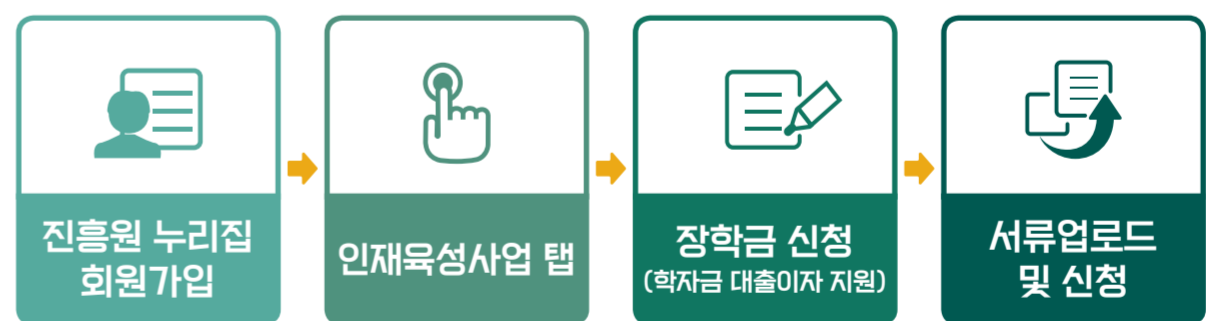 진흥원 누리집
회원가입
인재육성사업 탭
장학금 신청
(학자금 대출이자 지원)
서류업로드
및 신청